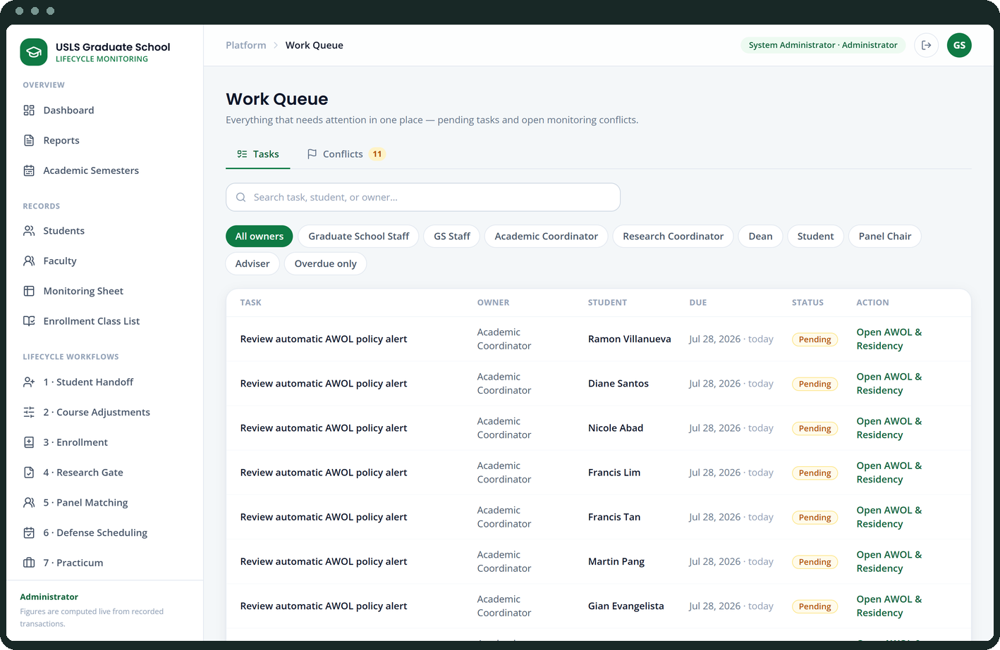 USLS Graduate School
LIFECYCLE MONITORING
OVERVIEW
Dashboard
Reports
Academic Semesters
RECORDS
Students
Faculty
Monitoring Sheet
Enrollment Class List
LIFECYCLE WORKFLOWS
1 · Student Handoff
2 · Course Adjustments
3 · Enrollment
4 · Research Gate
5 · Panel Matching
6 · Defense Scheduling
7 · Practicum
Administrator
Figures are computed live from recorded
transactions.
Platform > Work Queue
System Administrator · Administrator
GS
Work Queue
Everything that needs attention in one place — pending tasks and open monitoring conflicts.
Tasks
Conflicts 11
Search task, student, or owner...
All owners Graduate School Staff GS Staff Academic Coordinator Research Coordinator Dean Student Panel Chair
Adviser Overdue only
TASK OWNER STUDENT DUE STATUS ACTION
Review automatic AWOL policy alert Academic Coordinator Ramon Villanueva Jul 28, 2026 · today Pending Open AWOL & Residency
Review automatic AWOL policy alert Academic Coordinator Diane Santos Jul 28, 2026 · today Pending Open AWOL & Residency
Review automatic AWOL policy alert Academic Coordinator Nicole Abad Jul 28, 2026 · today Pending Open AWOL & Residency
Review automatic AWOL policy alert Academic Coordinator Francis Lim Jul 28, 2026 · today Pending Open AWOL & Residency
Review automatic AWOL policy alert Academic Coordinator Francis Tan Jul 28, 2026 · today Pending Open AWOL & Residency
Review automatic AWOL policy alert Academic Coordinator Martin Pang Jul 28, 2026 · today Pending Open AWOL & Residency
Review automatic AWOL policy alert Academic Coordinator Gian Evangelista Jul 28, 2026 · today Pending Open AWOL & Residency